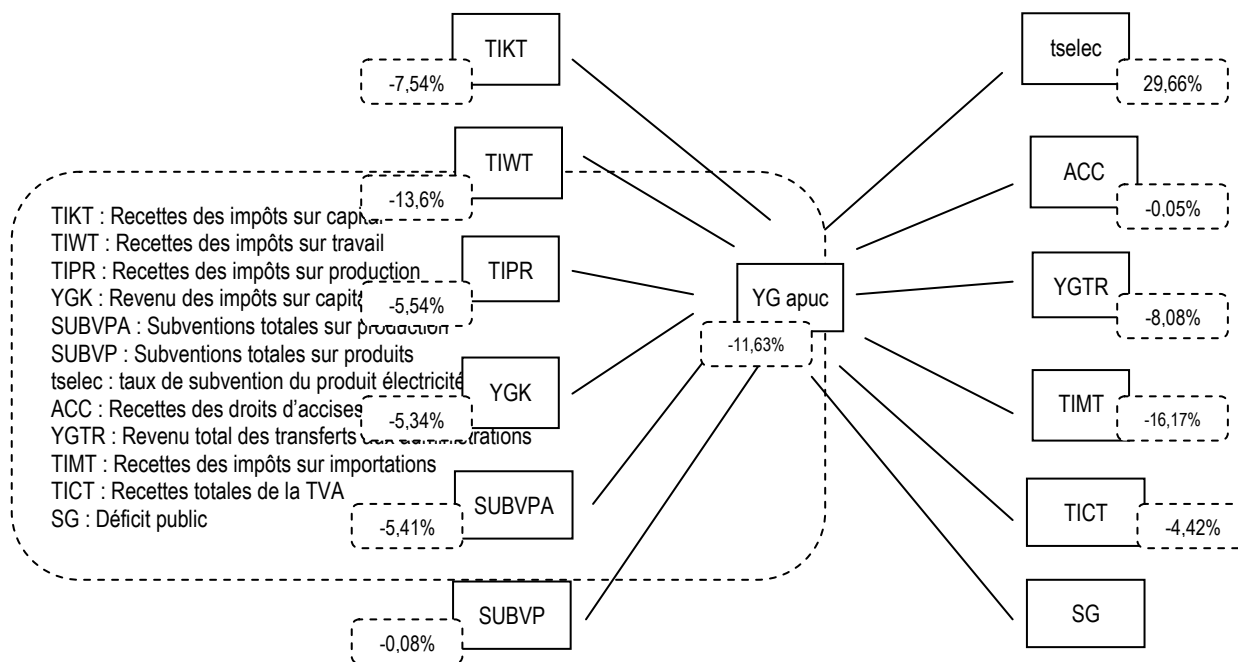 TIKT
-7,54%
TIWT
-13,6%
TIPR
-5,54%
YGK
-5,34%
SUBVPA
-5,41%
SUBVP
-0,08%
TIKT : Recettes des impôts sur capital
TIWT : Recettes des impôts sur travail
TIPR : Recettes des impôts sur production
YGK : Revenu des impôts sur capital
SUBVPA : Subventions totales sur production
SUBVP : Subventions totales sur produits
tselec : taux de subvention du produit électricité
ACC : Recettes des droits d'accises
YGTR : Revenu total des transferts aux administrations
TIMT : Recettes des impôts sur importations
TICT : Recettes totales de la TVA
SG : Déficit public
YG apuc
-11,63%
tselec
29,66%
ACC
-0.05%
YGTR
-8,08%
TIMT
-16,17%
TICT
-4,42%
SG